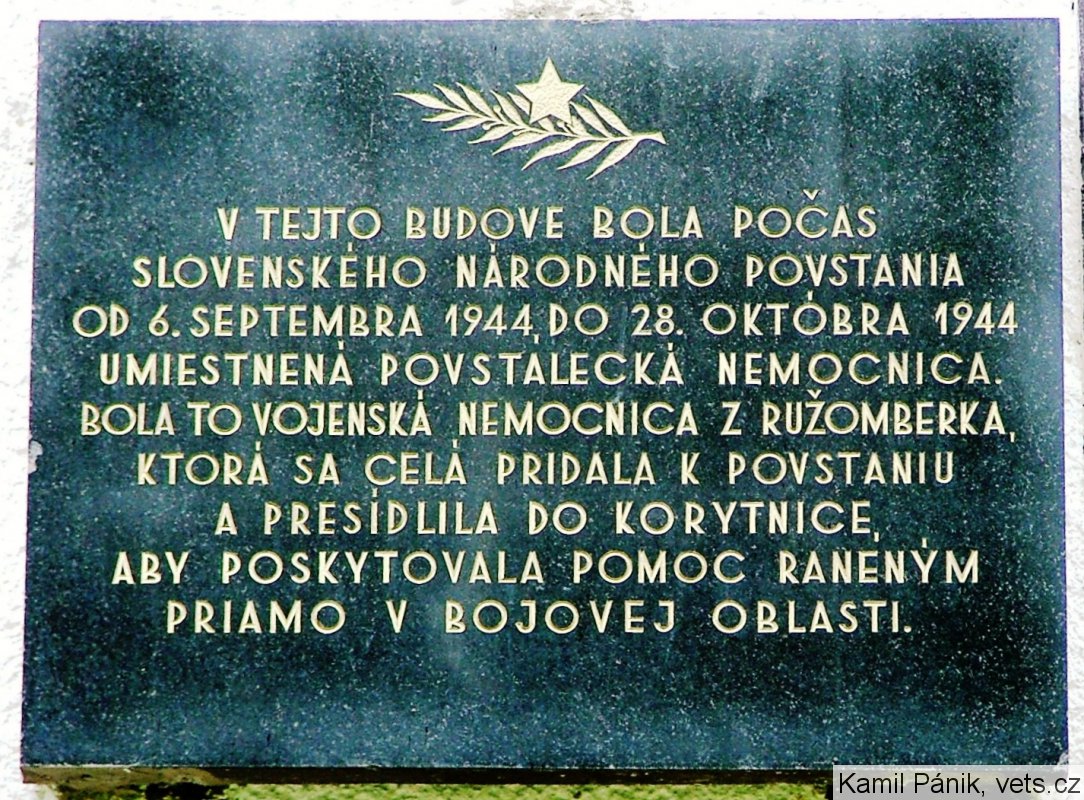 V TEJTO BUDOVE BOLA POČAS
SLOVENSKÉHO NÁRODNÉHO POVSTANIA
OD 6. SEPTEMBRA 1944 DO 28. OKTÓBRA 1944
UMIESTNENÁ POVSTALECKÁ NEMOCNICA.
BOLA TO VOJENSKÁ NEMOCNICA Z RUŽOMBERKA,
KTORÁ SA CELÁ PRIDALA K POVSTANIU
A PRESÍDLILA DO KORYTNICE,
ABY POSKYTOVALA POMOC RANENÝM
PRIAMO V BOJOVEJ OBLASTI.
Kamil Pánik, vets.cz